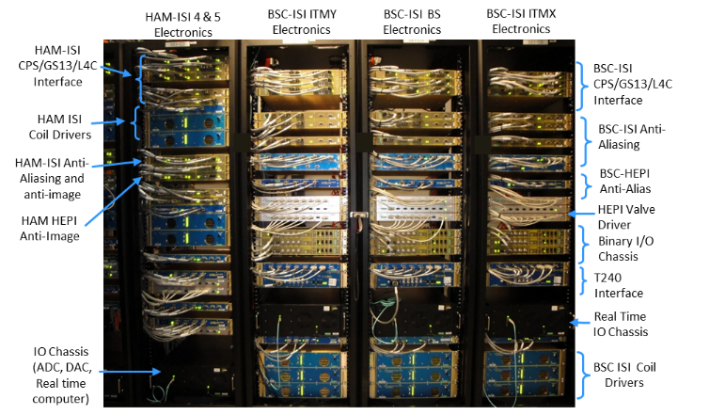 HAM-ISI 4 & 5
Electronics
BSC-ISI ITMY
Electronics
BSC-ISI  BS
Electronics
BSC-ISI ITMX
Electronics
HAM-ISI
CPS/GS13/L4C
Interface
HAM ISI
Coil Drivers
HAM-ISI Anti-
Aliasing and
anti-image
HAM HEPI
Anti-Image
IO Chassis
(ADC, DAC,
Real time
computer)
BSC-ISI
CPS/GS13/L4C
Interface
BSC-ISI Anti-
Aliasing
BSC-HEPI
Anti-Alias
HEPI Valve
Driver
Binary I/O
Chassis
T240
Interface
Real Time
IO Chassis
BSC ISI  Coil
Drivers